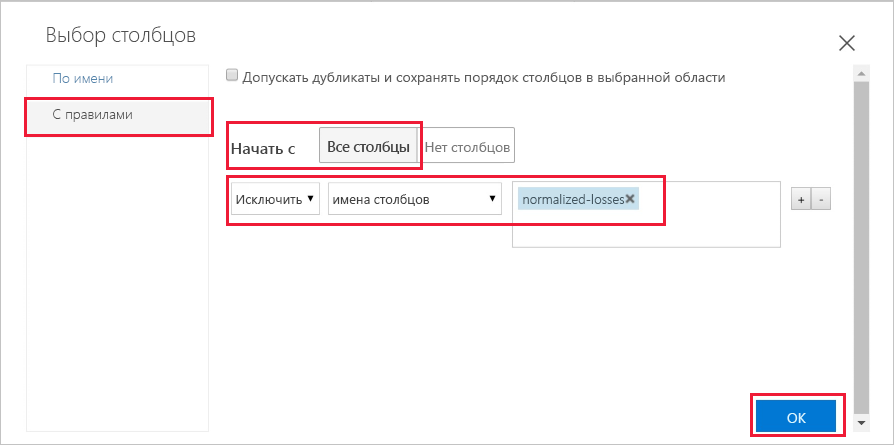 Выбор столбцов
По имени
С правилами
Допускать дубликаты и сохранять порядок столбцов в выбранной области
Начать с Все столбцы Нет столбцов
Исключить имена столбцов normalized-losses + -
ОК